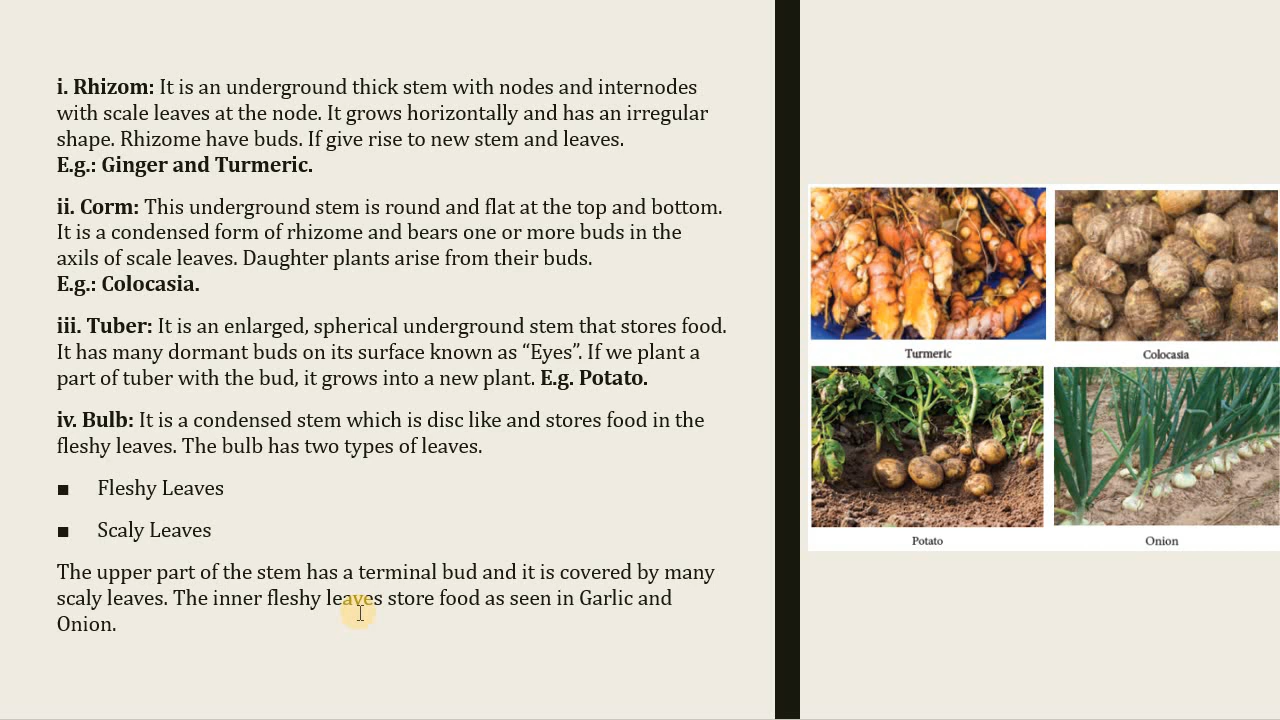 i. Rhizom: It is an underground thick stem with nodes and internodes
with scale leaves at the node. It grows horizontally and has an irregular
shape. Rhizome have buds. If give rise to new stem and leaves.
E.g.: Ginger and Turmeric.
ii. Corm: This underground stem is round and flat at the top and bottom.
It is a condensed form of rhizome and bears one or more buds in the
axils of scale leaves. Daughter plants arise from their buds.
E.g.: Colocasia.
iii. Tuber: It is an enlarged, spherical underground stem that stores food.
It has many dormant buds on its surface known as “Eyes”. If we plant a
part of tuber with the bud, it grows into a new plant. E.g. Potato.
iv. Bulb: It is a condensed stem which is disc like and stores food in the
fleshy leaves. The bulb has two types of leaves.
■ Fleshy Leaves
■ Scaly Leaves
The upper part of the stem has a terminal bud and it is covered by many
scaly leaves. The inner fleshy leaves store food as seen in Garlic and
Onion.
Turmeric
Colocasia
Potato
Onion